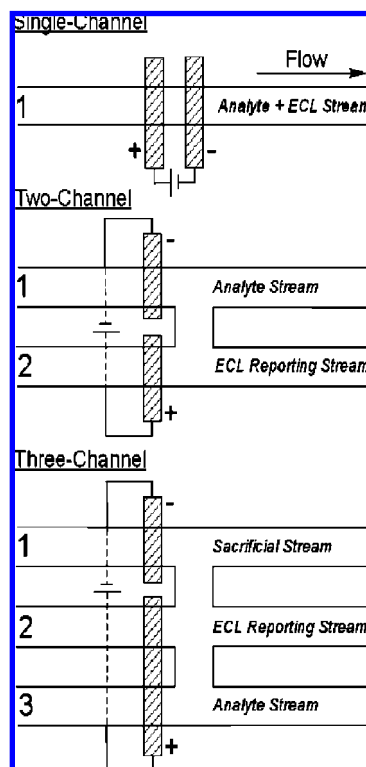 Single-Channel
Flow
1
Analyte + ECL Stream
+
-
Two-Channel
-
1
Analyte Stream
2
ECL Reporting Stream
+
Three-Channel
-
1
Sacrificial Stream
2
ECL Reporting Stream
3
Analyte Stream
+